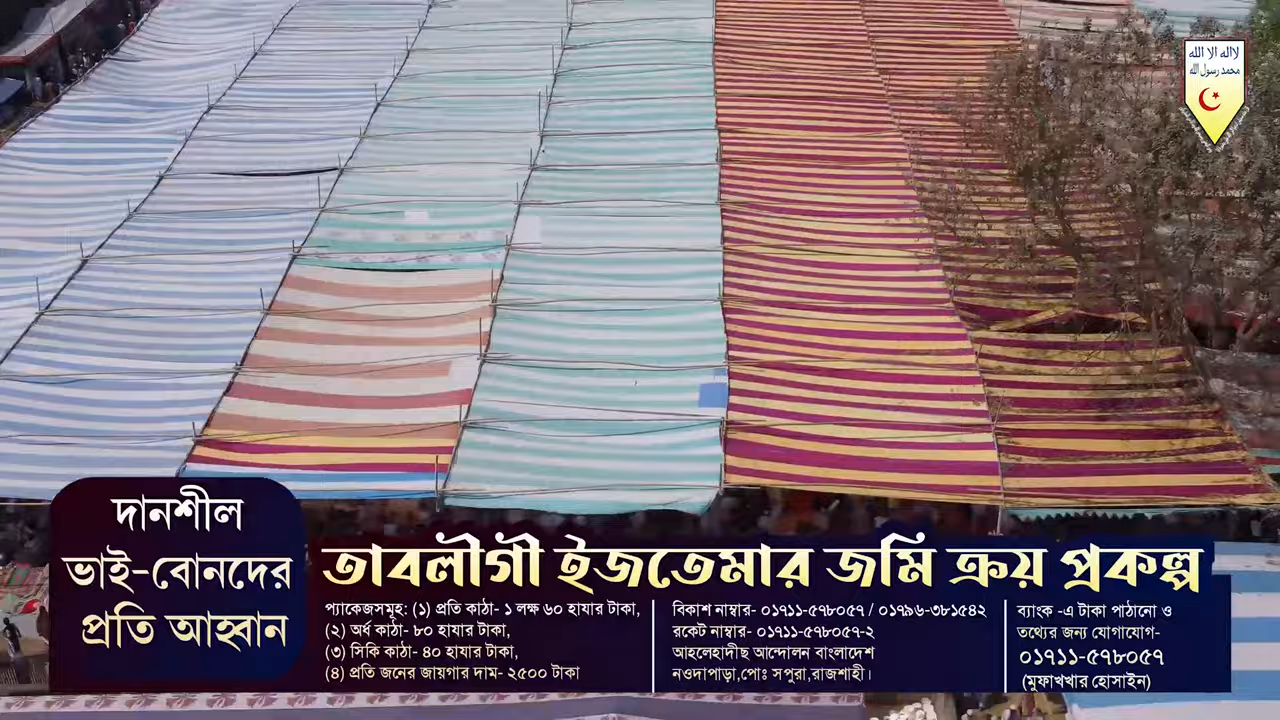 لااله الا الله
محمد رسول الله
দানশীল
ভাই-বোনদের
প্রতি আহ্বান
তাবলীগী ইজতেমার জমি ক্রয় প্রকল্প
প্যাকেজসমূহ: (১) প্রতি কাঠা- ১ লক্ষ ৬০ হাযার টাকা,
(২) অর্ধ কাঠা- ৮০ হাযার টাকা,
(৩) সিকি কাঠা- ৪০ হাযার টাকা,
(৪) প্রতি জনের জায়গার দাম- ২৫০০ টাকা
বিকাশ নাম্বার- ০১৭১১-৫৭৮০৫৭ / ০১৭৯৬-৩৮১৫৪২
রকেট নাম্বার- ০১৭১১-৫৭৮০৫৭-২
আহলেহাদীছ আন্দোলন বাংলাদেশ
নওদাপাড়া,পোঃ সপুরা,রাজশাহী।
ব্যাংক -এ টাকা পাঠানো ও
তথ্যের জন্য যোগাযোগ-
০১৭১১-৫৭৮০৫৭
(মুফাখখার হোসাইন)